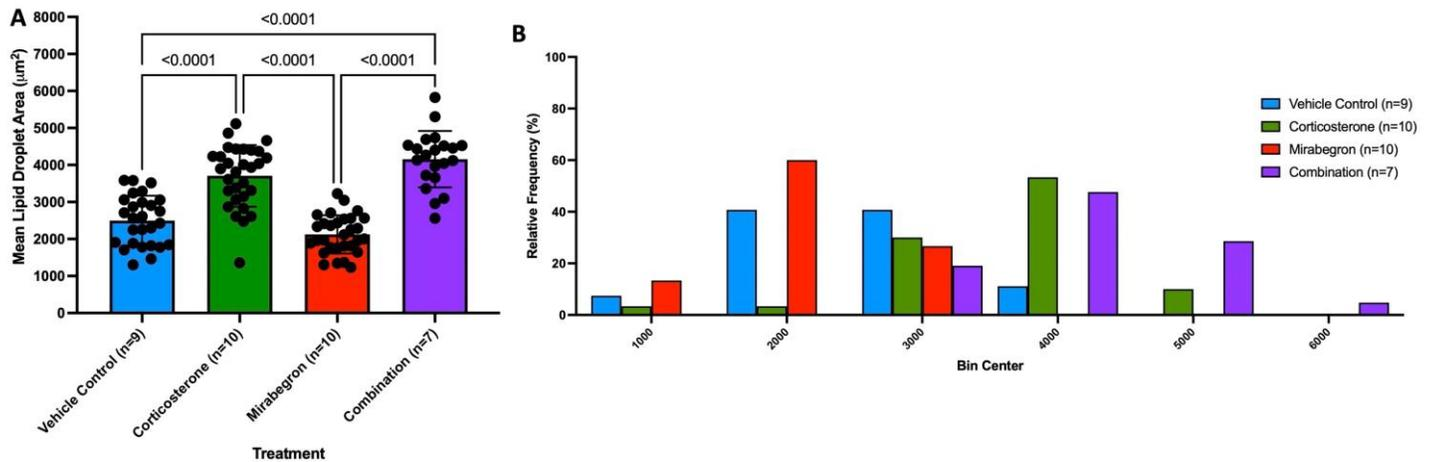 A
8000
7000
6000
5000
4000
3000
2000
1000
0
Mean Lipid Droplet Area (μm²)
<0.0001
<0.0001
<0.0001
<0.0001
Vehicle Control (n=9)
Corticosterone (n=10)
Mirabegron (n=10)
Combination (n=7)
Treatment
B
100
80
60
40
20
0
Relative Frequency (%)
Vehicle Control (n=9)
Corticosterone (n=10)
Mirabegron (n=10)
Combination (n=7)
1000
2000
3000
4000
5000
6000
Bin Center